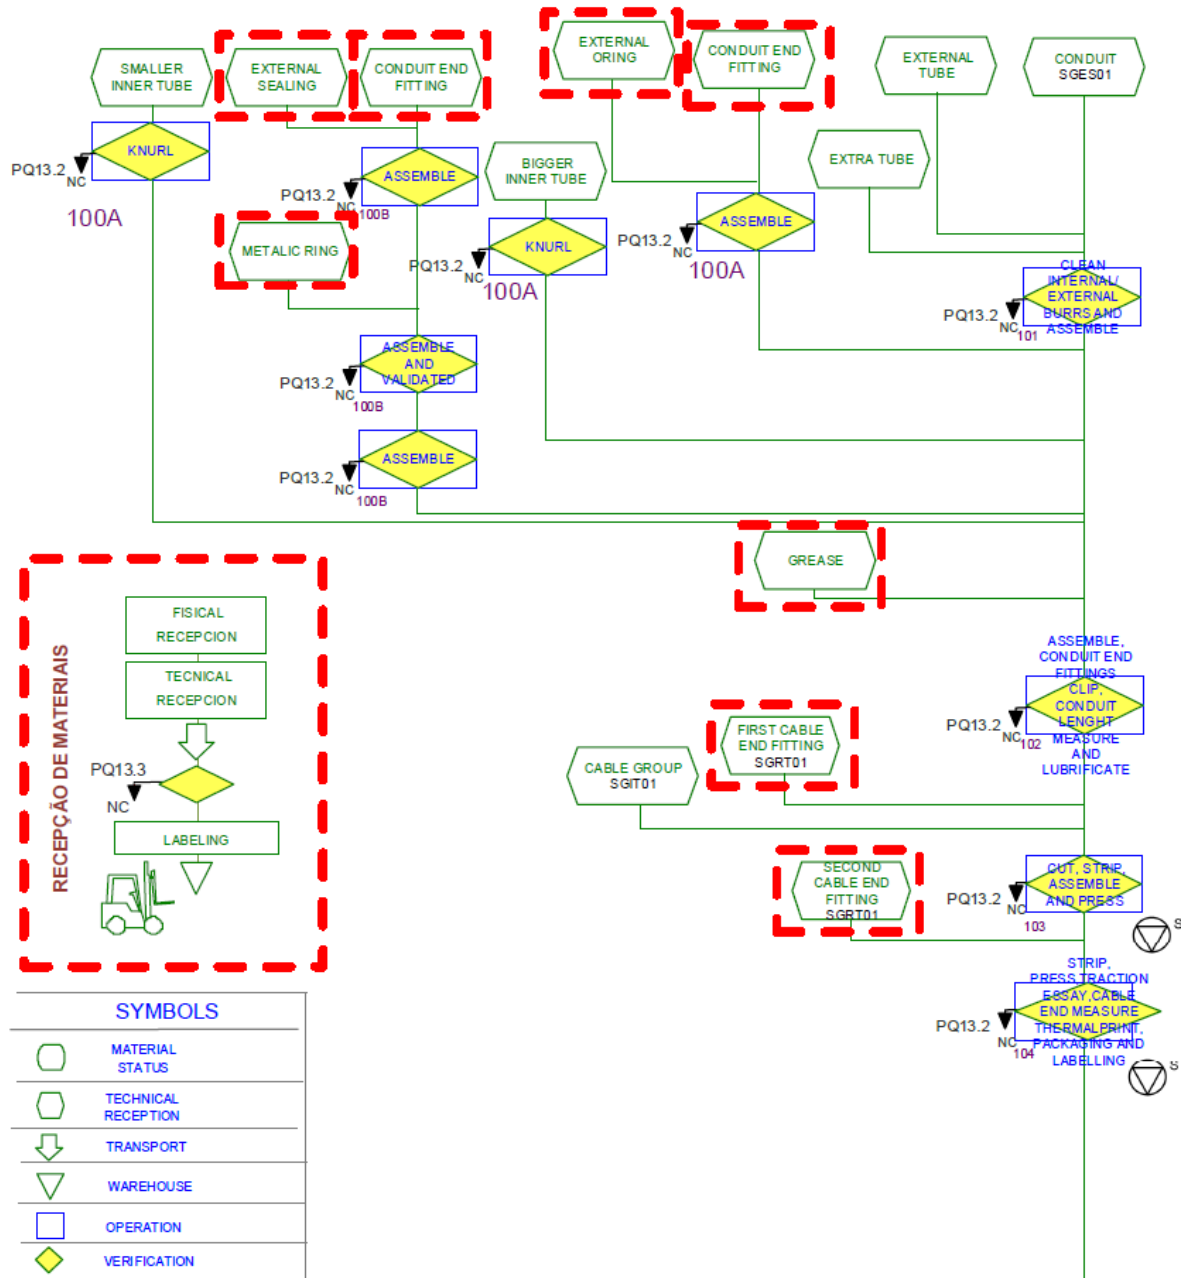 SMALLER
INNER TUBE
EXTERNAL
SEALING
CONDUIT END
FITTING
EXTERNAL
ORING
CONDUIT END
FITTING
EXTERNAL
TUBE
CONDUIT
SGES01
KNURL
PQ13.2
NC
100A
ASSEMBLE
PQ13.2
NC
100B
BIGGER
INNER TUBE
EXTRA TUBE
METALIC RING
KNURL
PQ13.2
NC
100A
ASSEMBLE
PQ13.2
NC
100A
CLEAN
INTERNAL/
EXTERNAL
BURRS AND
ASSEMBLE
PQ13.2
NC
101
ASSEMBLE
AND
VALIDATED
PQ13.2
NC
100B
ASSEMBLE
PQ13.2
NC
100B
GREASE
RECEPÇÃO DE MATERIAIS
FISICAL
RECEPCION
TECNICAL
RECEPCION
PQ13.3
NC
LABELING
ASSEMBLE,
CONDUIT END
FITTINGS
CLIP,
CONDUIT
LENGHT
MEASURE
AND
LUBRIFICATE
PQ13.2
NC
102
FIRST CABLE
END FITTING
SGRT01
CABLE GROUP
SGIT01
SECOND
CABLE END
FITTING
SGRT01
CUT, STRIP,
ASSEMBLE
AND PRESS
PQ13.2
NC
103
S
STRIP,
PRESS,TRACTION
ESSAY,CABLE
END MEASURE
THERMALPRINT,
PACKAGING AND
LABELLING
PQ13.2
NC
104
S
SYMBOLS
MATERIAL
STATUS
TECHNICAL
RECEPTION
TRANSPORT
WAREHOUSE
OPERATION
VERIFICATION